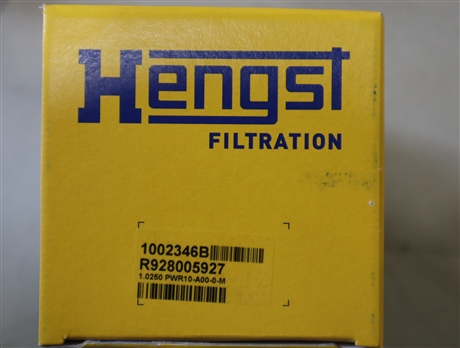 Hengst
FILTRATION
1002346B
R928005927
1.0250 PWR10-A00-0-M